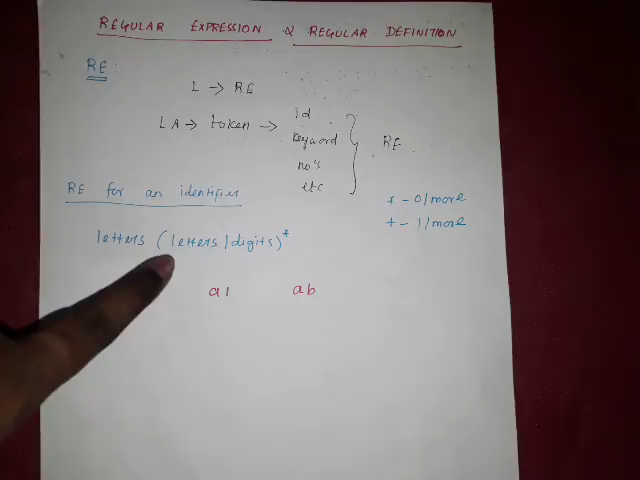 REGULAR EXPRESSION & REGULAR DEFINITION
RE:
L → RE
LA → token → id
keyword
no's
etc
RE
RE for an identifier
* - 0/more
+ - 1/more
letters (letters/digits)*
a1 ab